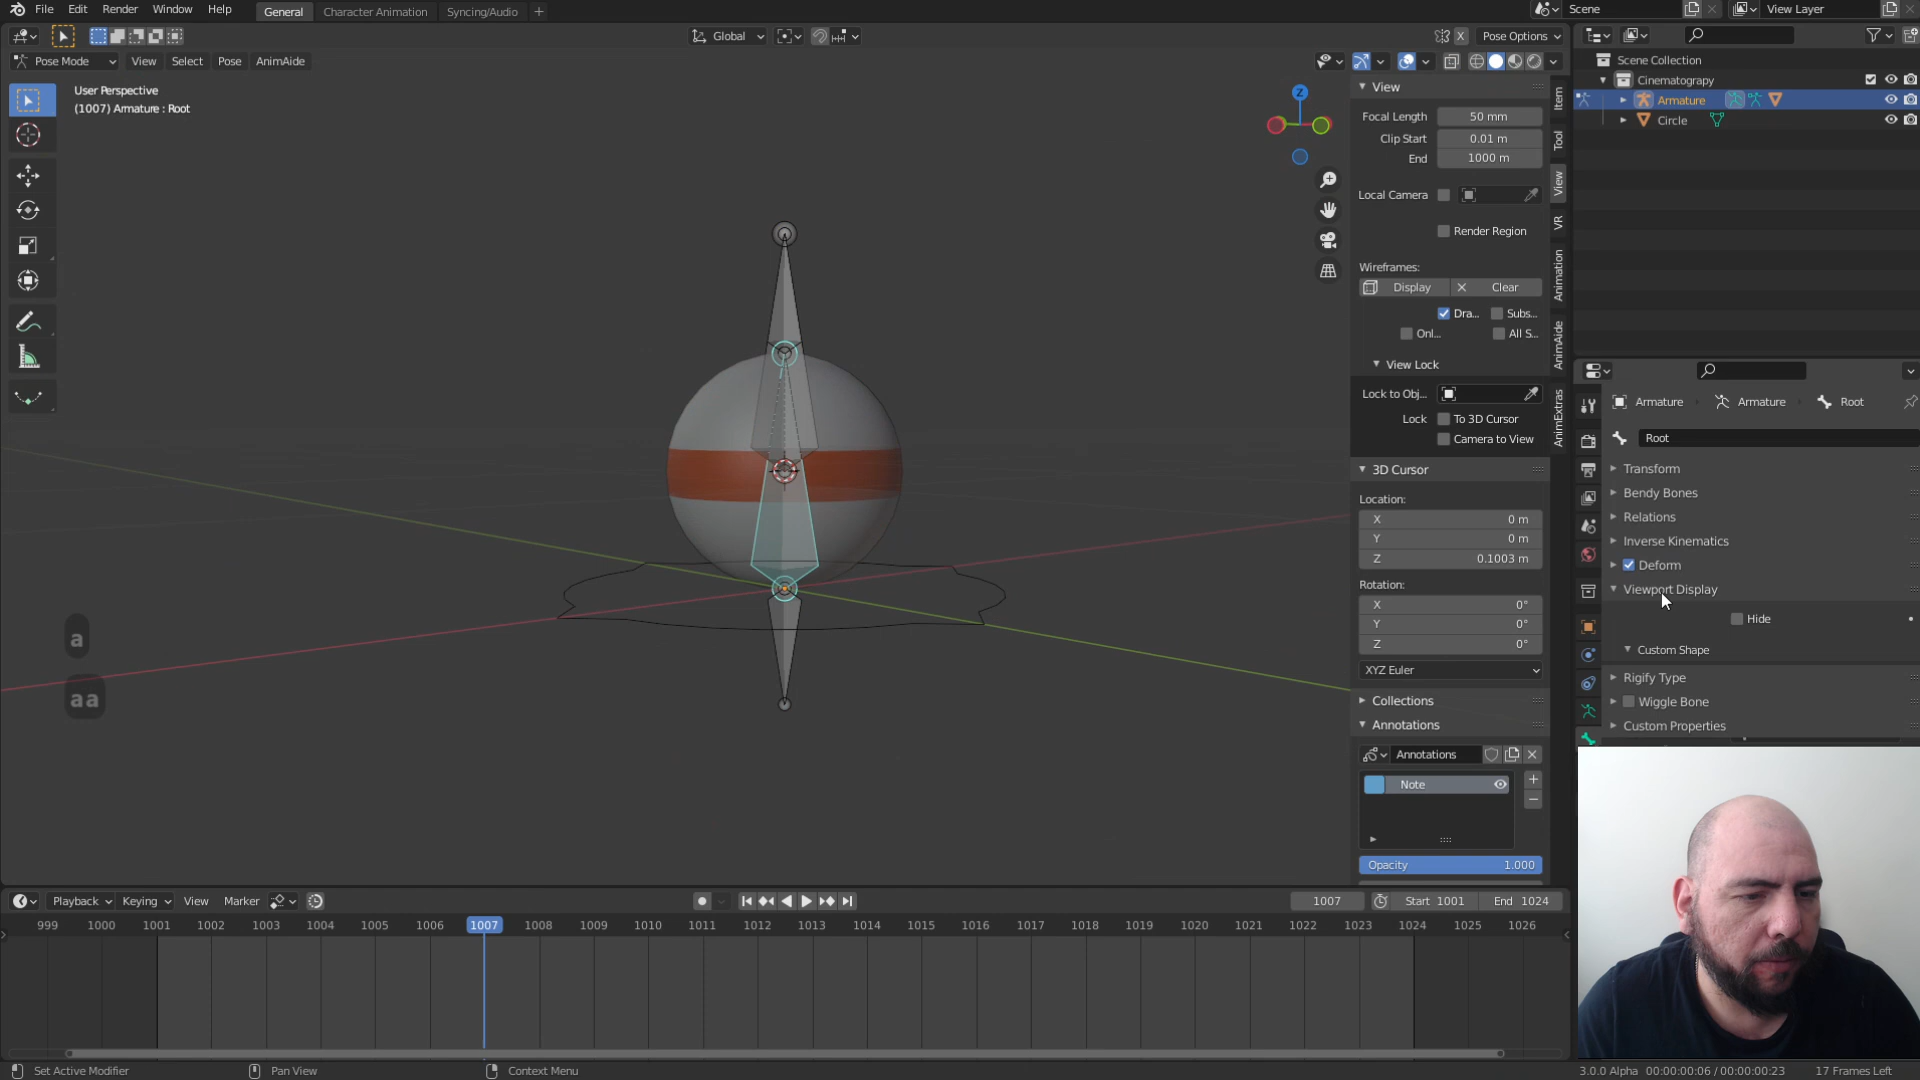 File Edit Render Window Help General Character Animation Syncing/Audio + Scene View Layer
Global Pose Options
Pose Mode View Select Pose AnimAide
User Perspective
(1007) Armature : Root
Z
View
Focal Length 50 mm
Clip Start 0.01 m
End 1000 m
Local Camera
Render Region
Wireframes:
Display Clear
Dra... Subs...
Onl... All S...
View Lock
Lock to Obj...
Lock To 3D Cursor
Camera to View
3D Cursor
Location:
X 0 m
Y 0 m
Z 0.1003 m
Rotation:
X 0°
Y 0°
Z 0°
XYZ Euler
Collections
Annotations
Annotations
Note
Opacity 1.000
Item
Tool
View
VR
Animation
AnimAide
AnimExtras
Scene Collection
Cinematograpy
Armature
Circle
Armature Armature Root
Root
Transform
Bendy Bones
Relations
Inverse Kinematics
Deform
Viewport Display
Hide
Custom Shape
Rigify Type
Wiggle Bone
Custom Properties
a
aa
Playback Keying View Marker 1007 Start 1001 End 1024
999 1000 1001 1002 1003 1004 1005 1006 1007 1008 1009 1010 1011 1012 1013 1014 1015 1016 1017 1018 1019 1020 1021 1022 1023 1024 1025 1026
Set Active Modifier Pan View Context Menu 3.0.0 Alpha 00:00:00:06 / 00:00:00:23 17 Frames Left